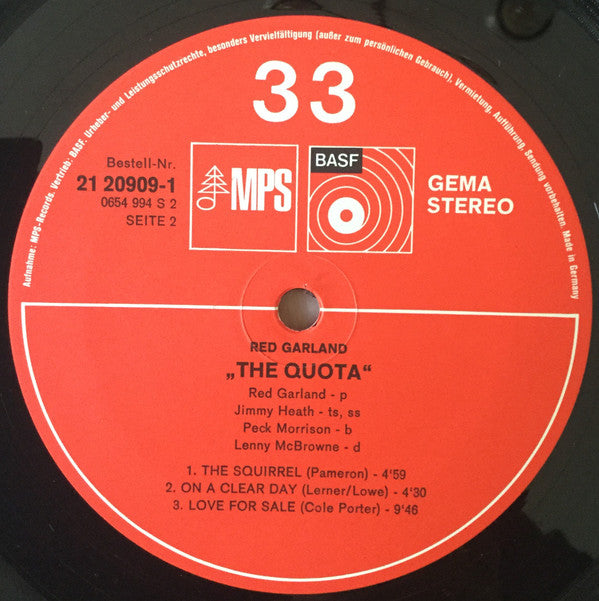 Aufnahme: MPS-Records. Vertrieb: BASF. Urheber- und Leistungsschutzrechte, besonders Vervielfältigung (außer zum persönlichen Gebrauch), Vermietung, Aufführung, Sendung vorbehalten. Made in Germany
33
Bestell-Nr.
21 20909-1
0654 994 S 2
SEITE 2
MPS
BASF
GEMA
STEREO
RED GARLAND
„THE QUOTA“
Red Garland - p
Jimmy Heath - ts, ss
Peck Morrison - b
Lenny McBrowne - d
1. THE SQUIRREL (Pameron) - 4‘59
2. ON A CLEAR DAY (Lerner/Lowe) - 4‘30
3. LOVE FOR SALE (Cole Porter) - 9‘46